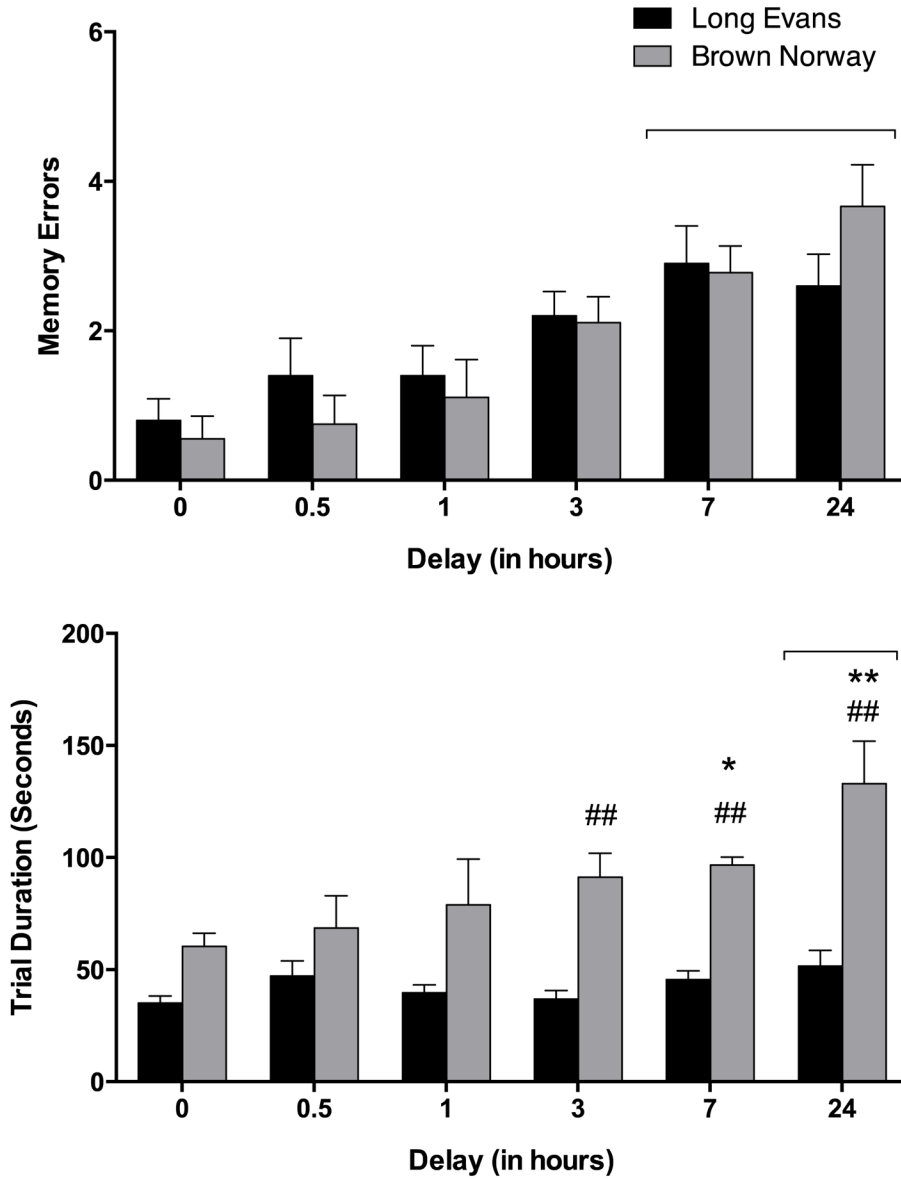 Long Evans
Brown Norway
6
4
2
0
Memory Errors
0 0.5 1 3 7 24
Delay (in hours)
200
150
100
50
0
Trial Duration (Seconds)
**
##
*
##
##
0 0.5 1 3 7 24
Delay (in hours)